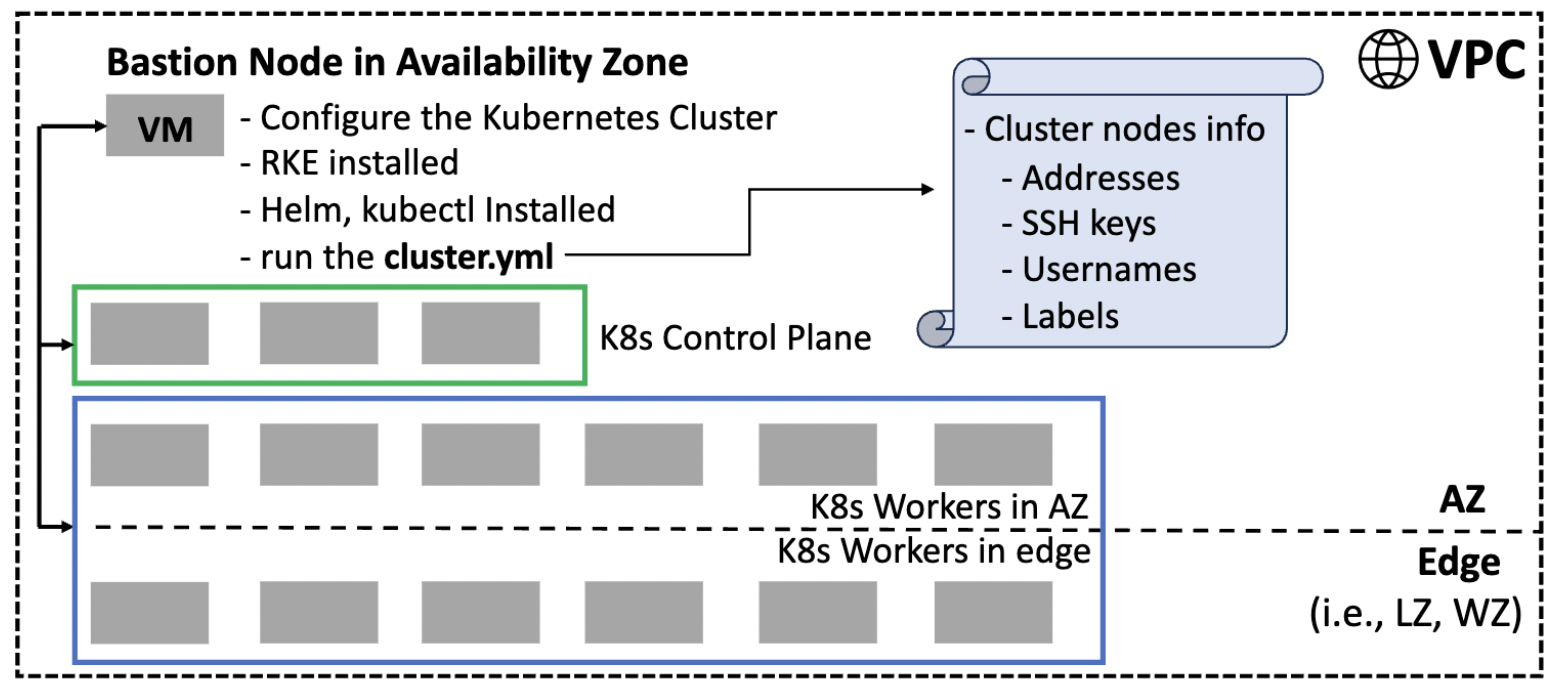 Bastion Node in Availability Zone
VPC
VM
- Configure the Kubernetes Cluster
- RKE installed
- Helm, kubectl Installed
- run the cluster.yml
- Cluster nodes info
- Addresses
- SSH keys
- Usernames
- Labels
K8s Control Plane
K8s Workers in AZ
AZ
K8s Workers in edge
Edge
(i.e., LZ, WZ)